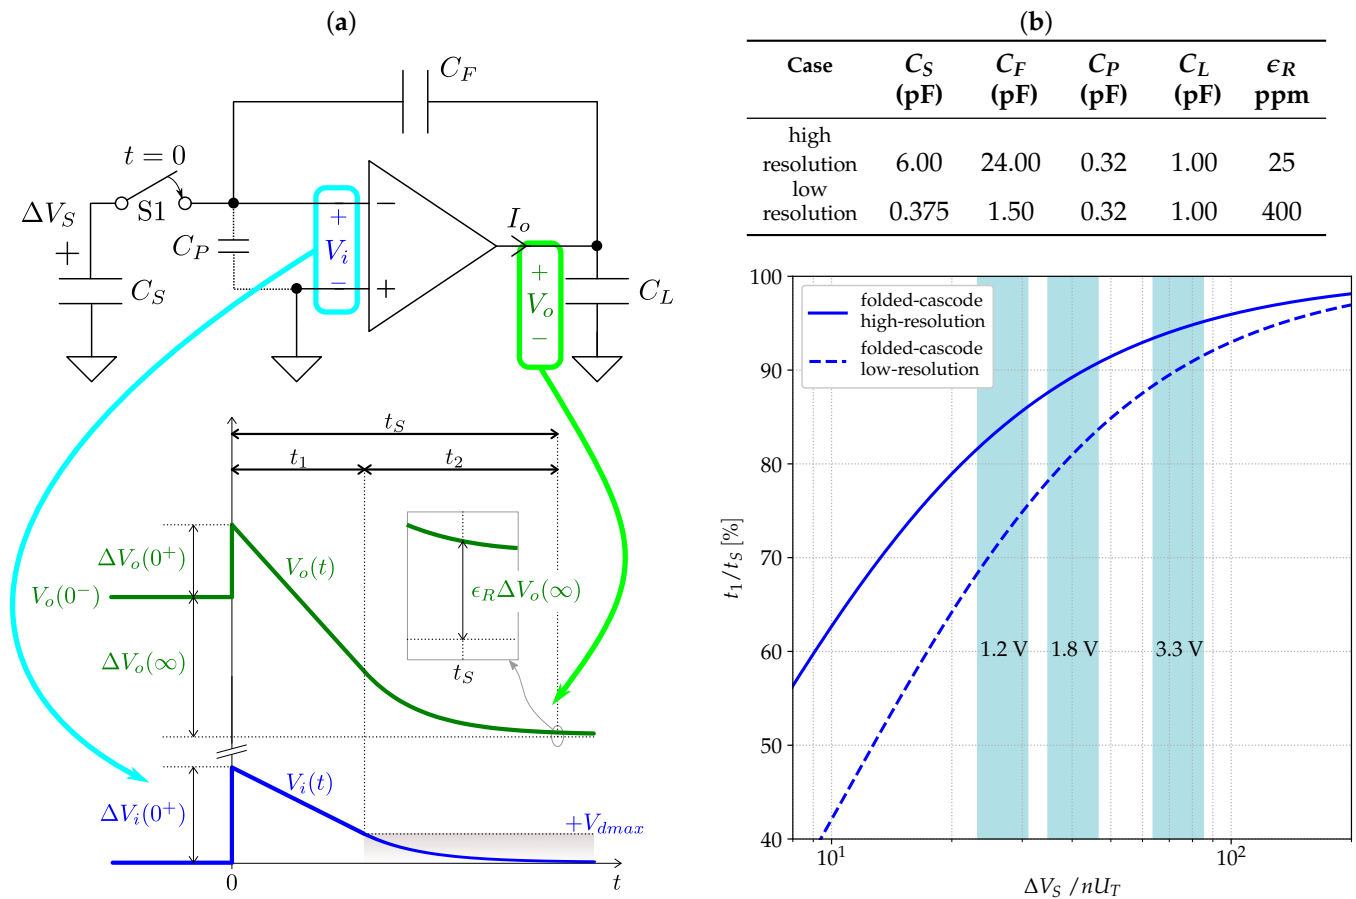 (a)
C_F
t = 0
ΔV_S
+
S1
C_S
C_P
+
V_i
−
−
+
I_o
+
V_o
−
C_L
t_S
t_1
t_2
ΔV_o(0⁺)
V_o(0⁻)
ΔV_o(∞)
V_o(t)
ϵ_RΔV_o(∞)
t_S
ΔV_i(0⁺)
V_i(t)
+V_dmax
0
t
(b)
Case C_S C_F C_P C_L ϵ_R
(pF) (pF) (pF) (pF) ppm
high
resolution 6.00 24.00 0.32 1.00 25
low
resolution 0.375 1.50 0.32 1.00 400
100
90
80
70
60
50
40
t_1/t_S [%]
folded-cascode
high-resolution
folded-cascode
low-resolution
1.2 V 1.8 V 3.3 V
10¹ 10²
ΔV_S /nU_T